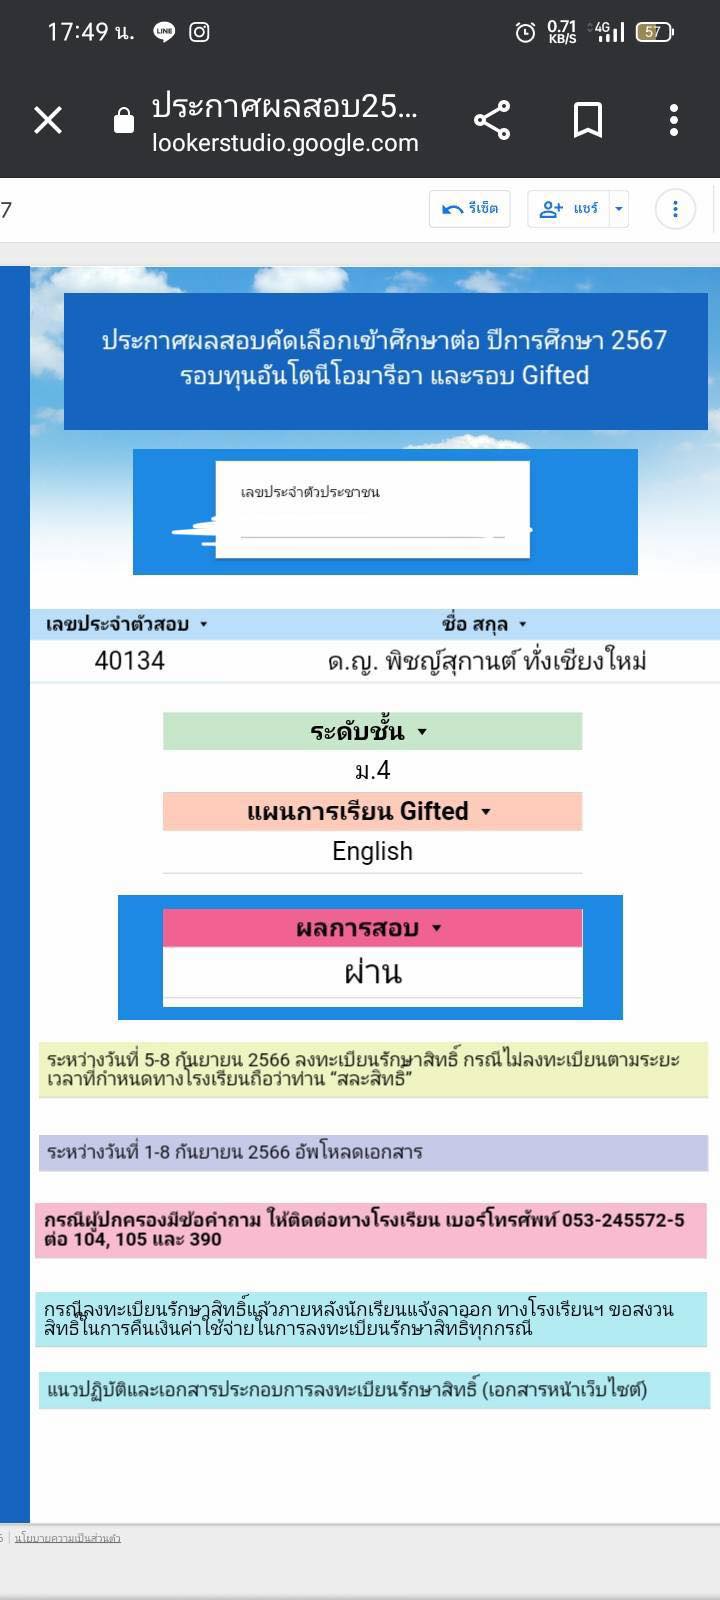 17:49 น. LINE 0.71 KB/S 4G 57
ประกาศผลสอบ25...
lookerstudio.google.com
7 รีเซ็ต แชร์
ประกาศผลสอบคัดเลือกเข้าศึกษาต่อ ปีการศึกษา 2567
รอบทุนอันโตนีโอมารีอา และรอบ Gifted
เลขประจำตัวประชาชน
เลขประจำตัวสอบ ชื่อ สกุล
40134 ด.ญ. พิชญ์สุกานต์ ทั่งเชียงใหม่
ระดับชั้น
ม.4
แผนการเรียน Gifted
English
ผลการสอบ
ผ่าน
ระหว่างวันที่ 5-8 กันยายน 2566 ลงทะเบียนรักษาสิทธิ์ กรณีไม่ลงทะเบียนตามระยะ
เวลาที่กำหนดทางโรงเรียนถือว่าท่าน “สละสิทธิ์”
ระหว่างวันที่ 1-8 กันยายน 2566 อัพโหลดเอกสาร
กรณีผู้ปกครองมีข้อคำถาม ให้ติดต่อทางโรงเรียน เบอร์โทรศัพท์ 053-245572-5
ต่อ 104, 105 และ 390
กรณีลงทะเบียนรักษาสิทธิ์แล้วภายหลังนักเรียนแจ้งลาออก ทางโรงเรียนฯ ขอสงวน
สิทธิ์ในการคืนเงินค่าใช้จ่ายในการลงทะเบียนรักษาสิทธิ์ทุกกรณี
แนวปฏิบัติและเอกสารประกอบการลงทะเบียนรักษาสิทธิ์ (เอกสารหน้าเว็บไซต์)
นโยบายความเป็นส่วนตัว